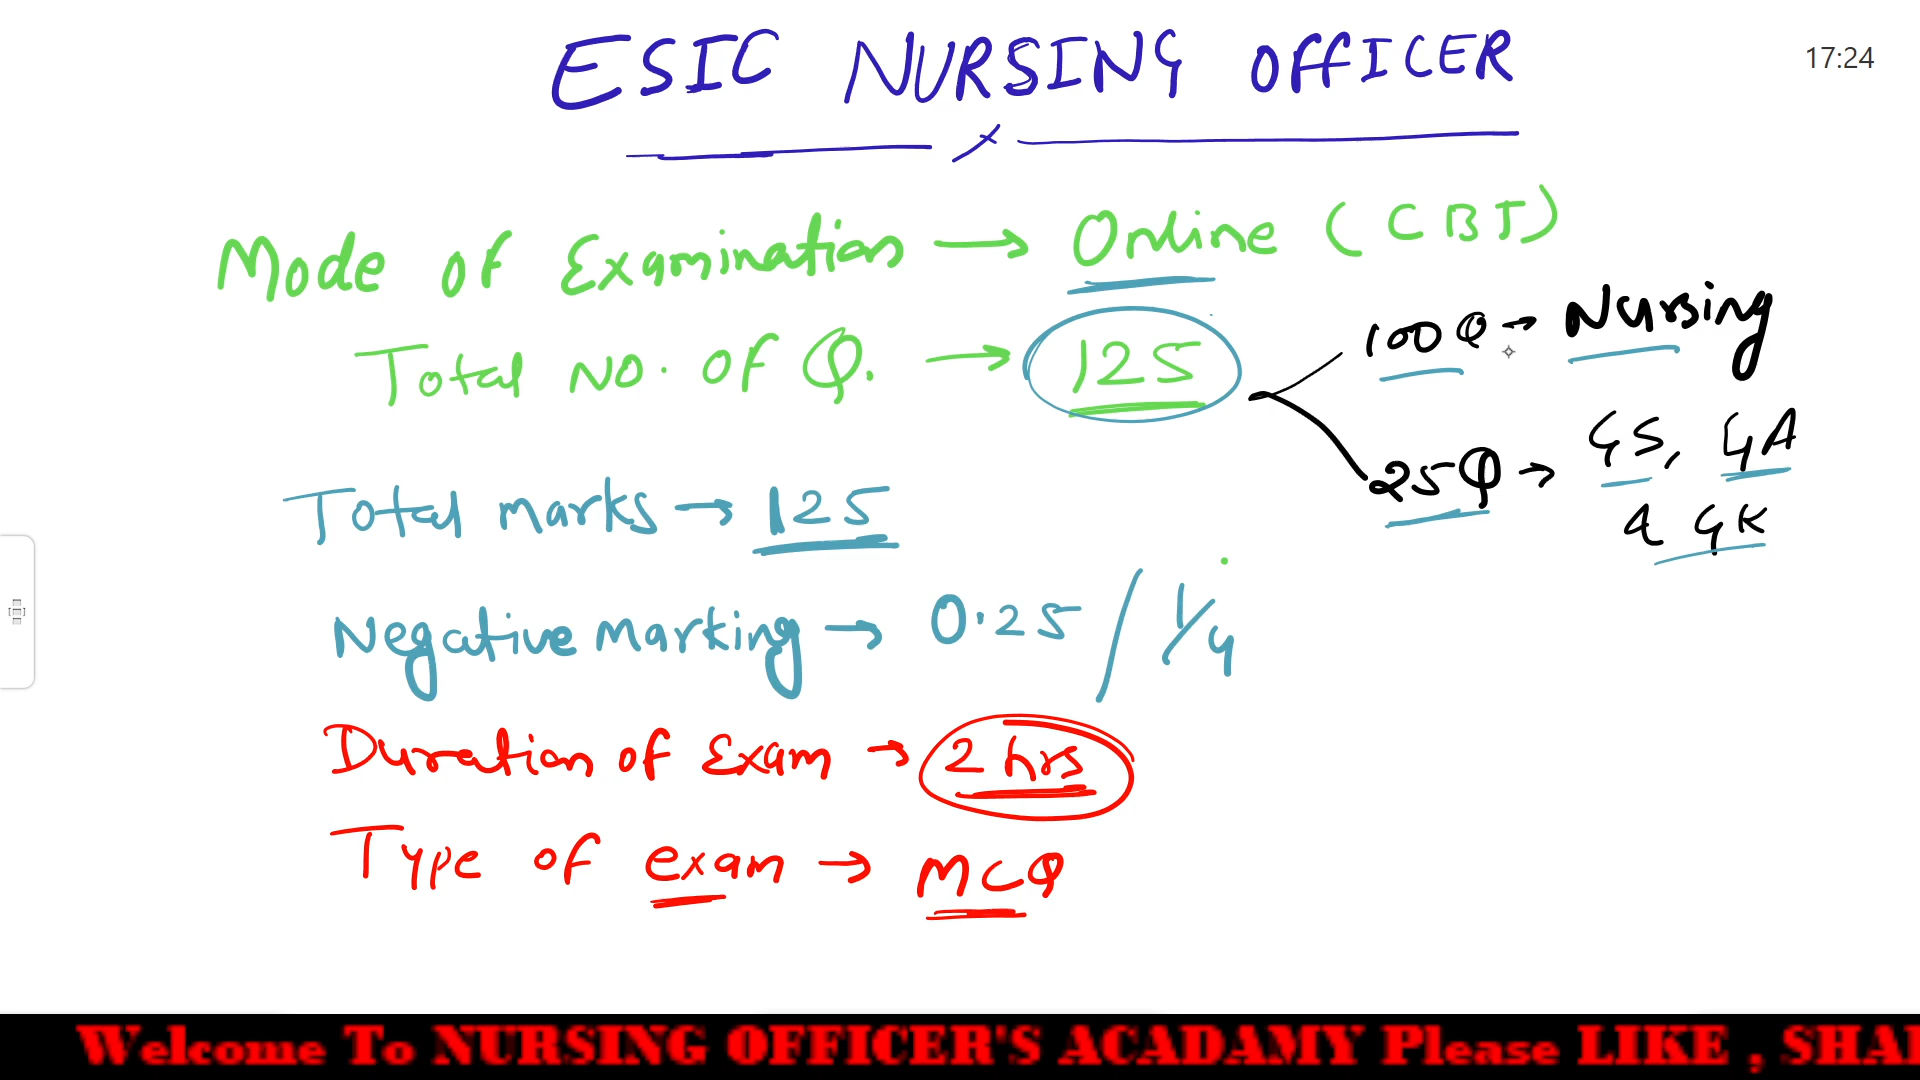 ESIC NURSING OFFICER
17:24
Mode of Examination → Online (CBT)
Total NO. OF Q. → 125
100 Q → Nursing
25 Q → GS, GA
& GK
Total marks → 125
Negative marking → 0.25 / 1/4
Duration of Exam → 2 hrs
Type of exam → MCQ
Welcome To NURSING OFFICER'S ACADAMY Please LIKE , SHAR